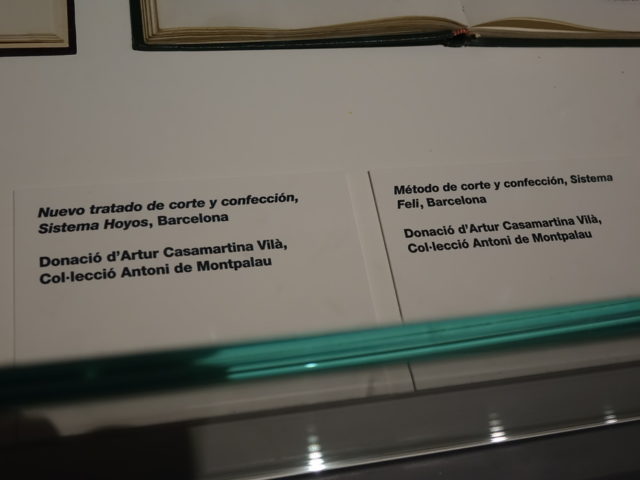 Nuevo tratado de corte y confección,
Sistema Hoyos, Barcelona
Donació d'Artur Casamartina Vilà,
Col·lecció Antoni de Montpalau
Método de corte y confección, Sistema
Feli, Barcelona
Donació d'Artur Casamartina Vilà,
Col·lecció Antoni de Montpalau